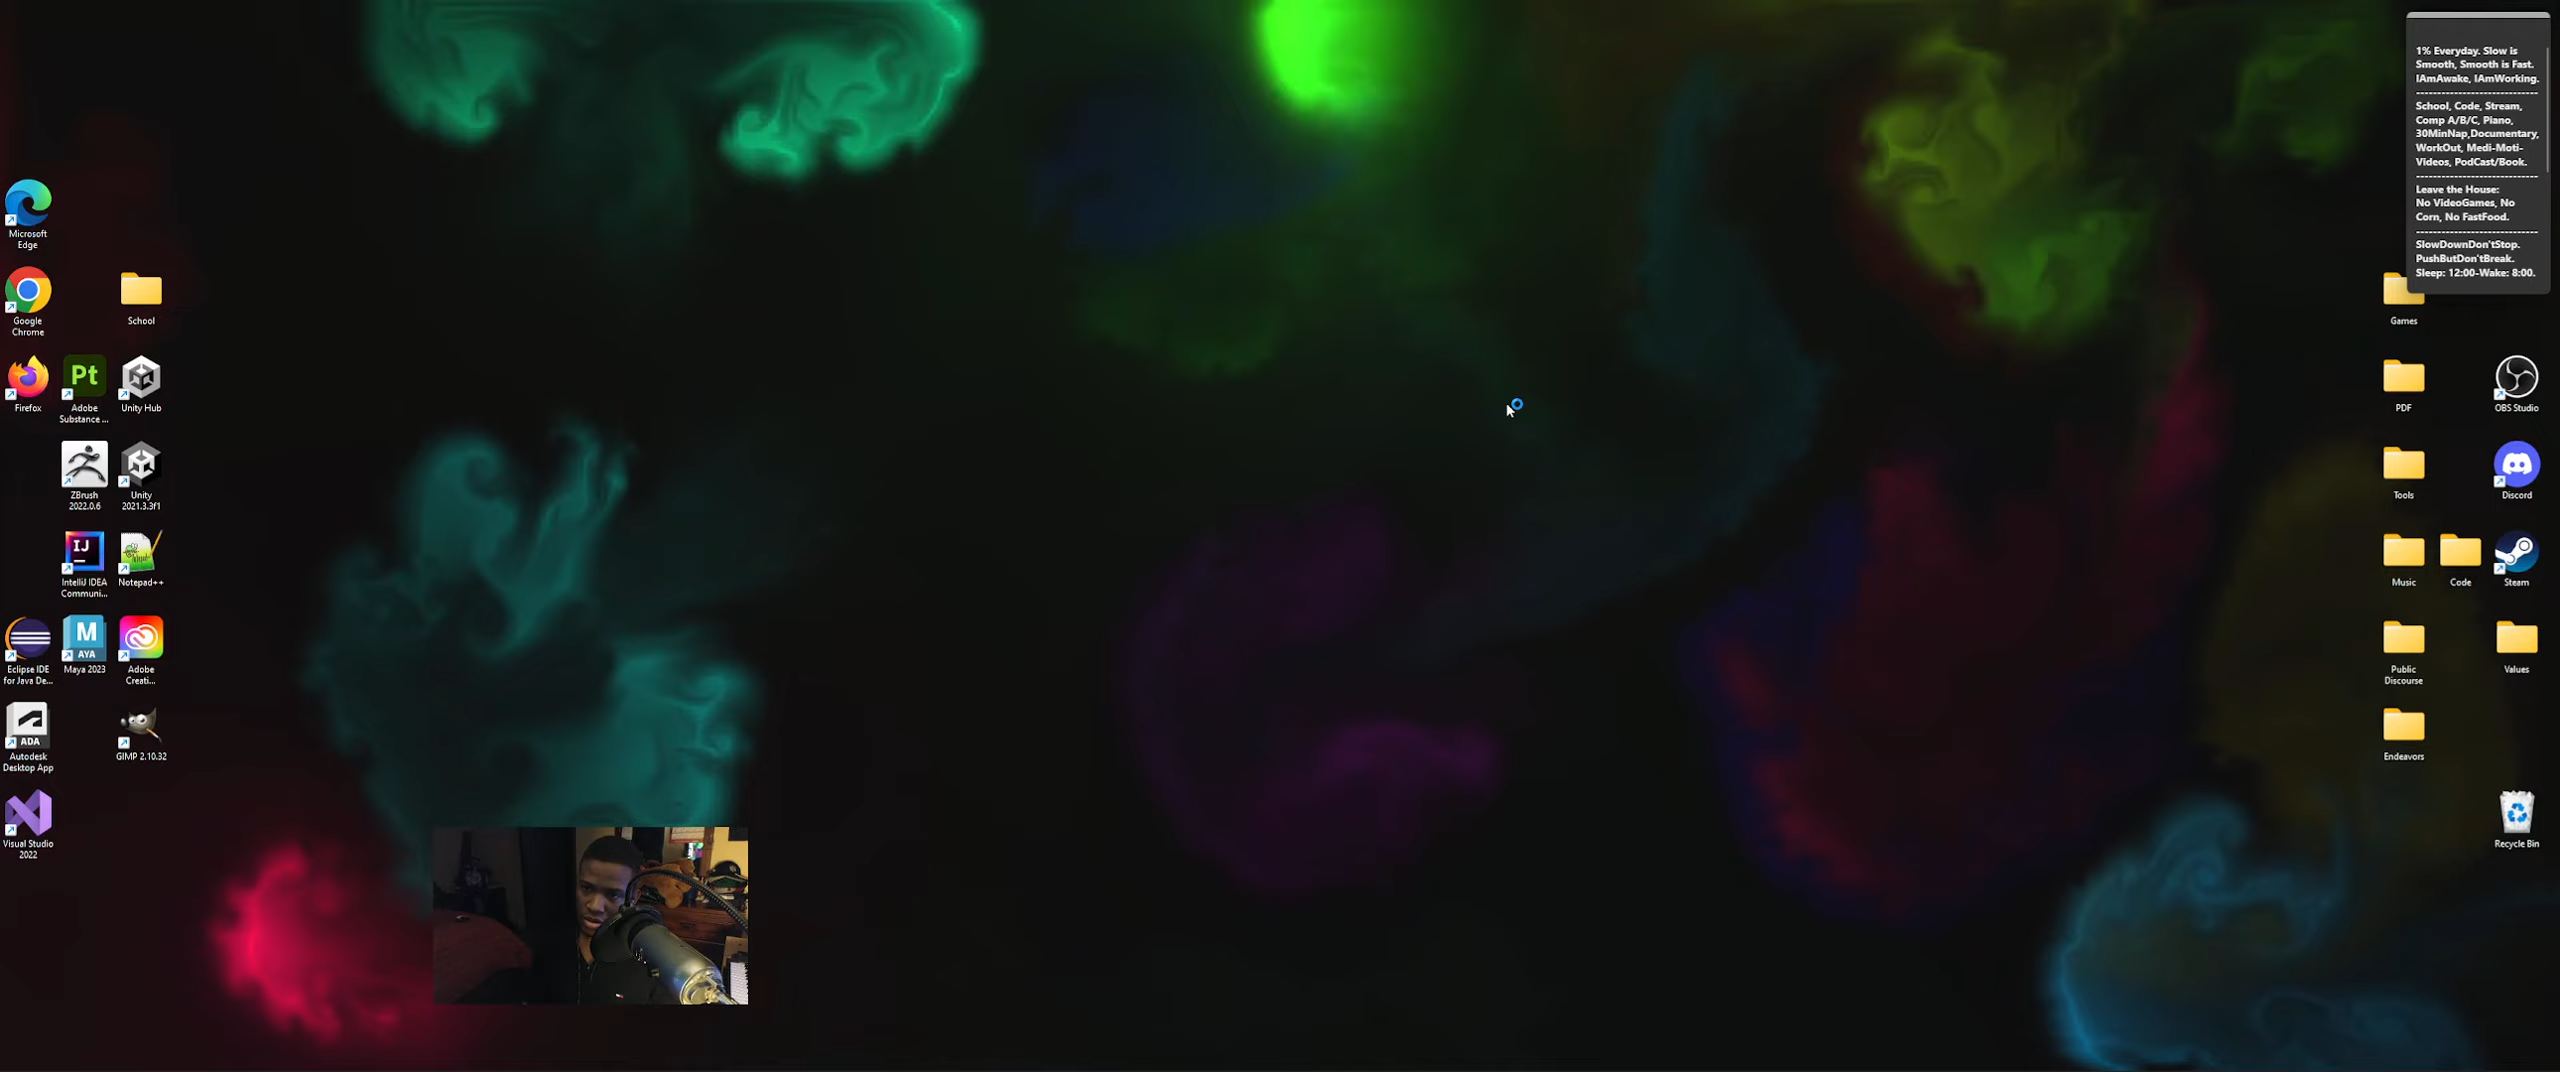 1% Everyday. Slow is
Smooth, Smooth is Fast.
IAmAwake, IAmWorking.
------------------------------
School, Code, Stream,
Comp A/B/C, Piano,
30MinNap,Documentary,
WorkOut, Medi-Moti-
Videos, PodCast/Book.
------------------------------
Leave the House:
No VideoGames, No
Corn, No FastFood.
------------------------------
SlowDownDon'tStop.
PushButDon'tBreak.
Sleep: 12:00-Wake: 8:00.
Microsoft
Edge
Google
Chrome
School
Games
Pt
Firefox
Adobe
Substance ...
Unity Hub
PDF
OBS Studio
ZBrush
2022.0.6
Unity
2021.3.3f1
Tools
Discord
IJ
IntelliJ IDEA
Communi...
Notepad++
Music
Code
Steam
M
AYA
Eclipse IDE
for Java De...
Maya 2023
Adobe
Creati...
Public
Discourse
Values
ADA
Autodesk
Desktop App
GIMP 2.10.32
Endeavors
Visual Studio
2022
Recycle Bin